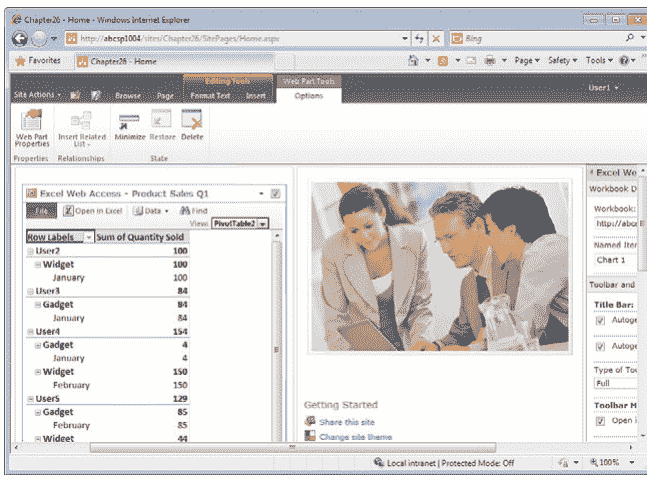 Chapter26 - Home - Windows Internet Explorer
http://abcsp1004/sites/Chapter26/SitePages/Home.aspx
Bing
Favorites Chapter26 - Home Page Safety Tools
Editing Tools Web Part Tools
Site Actions Browse Page Format Text Insert Options User1
Web Part Properties Insert Related List Minimize Restore Delete
Properties Relationships State
Excel Web Access - Product Sales Q1
File Open in Excel Data Find
View: PivotTable2
Row Labels Sum of Quantity Sold
User2 100
Widget 100
January 100
User3 84
Gadget 84
January 84
User4 154
Gadget 4
January 4
Widget 150
February 150
User5 129
Gadget 85
February 85
Widget 44
Getting Started
Share this site
Change site theme
Excel We
Workbook D
Workbook:
http://abc
Named Iter
Chart 1
Toolbar and
Title Bar:
Autoge
Autoge
Type of Too
Full
Toolbar M
Open i
Local intranet | Protected Mode: Off 100%